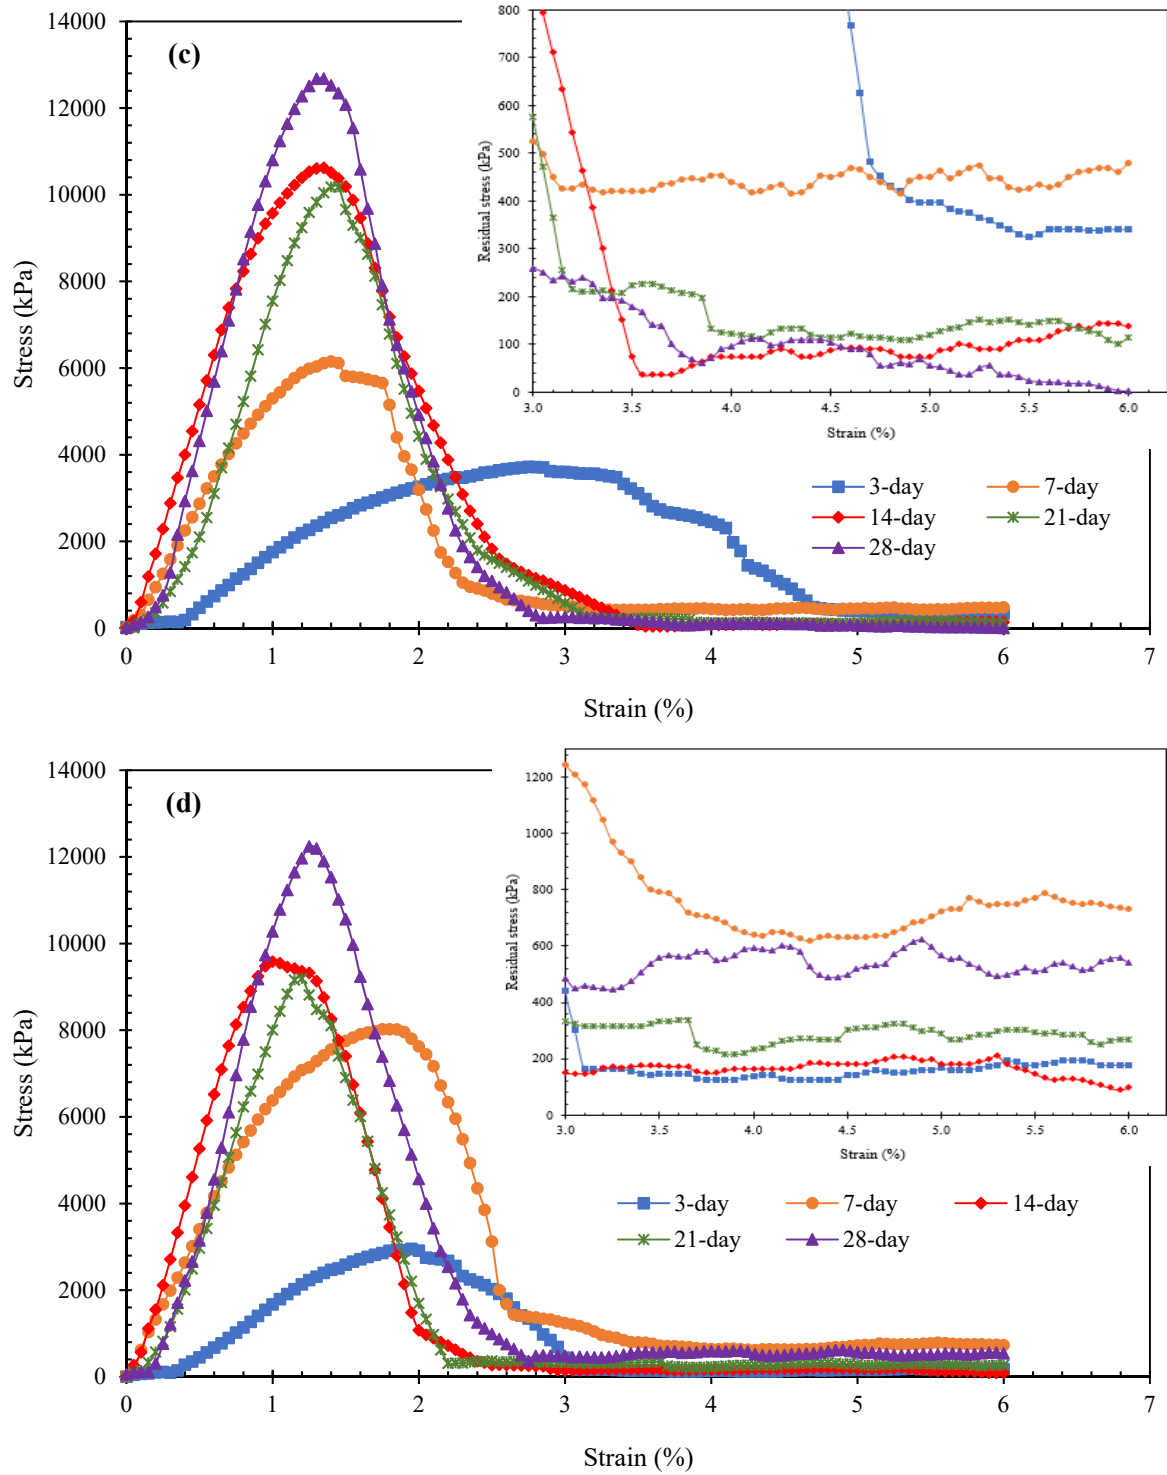 (c)
14000
12000
10000
8000
6000
4000
2000
0
Stress (kPa)
0 1 2 3 4 5 6 7
Strain (%)
800
700
600
500
400
300
200
100
0
Residual stress (kPa)
3.0 3.5 4.0 4.5 5.0 5.5 6.0
Strain (%)
3-day 7-day
14-day 21-day
28-day
(d)
14000
12000
10000
8000
6000
4000
2000
0
Stress (kPa)
0 1 2 3 4 5 6 7
Strain (%)
1200
1000
800
600
400
200
0
Residual stress (kPa)
3.0 3.5 4.0 4.5 5.0 5.5 6.0
Strain (%)
3-day 7-day 14-day
21-day 28-day